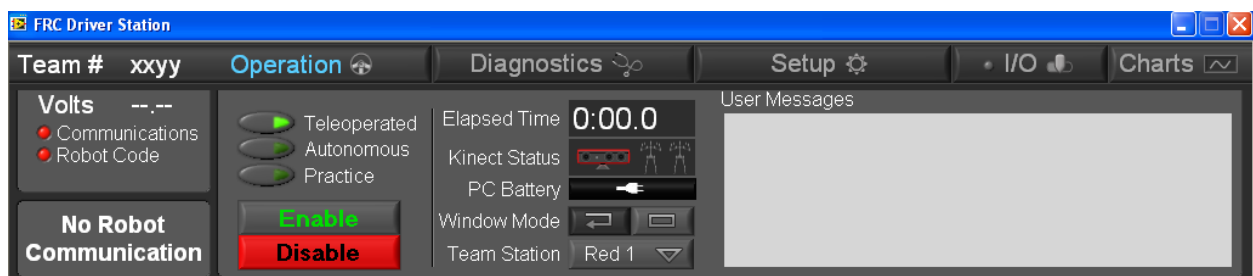 FRC Driver Station
Team # xxyy Operation Diagnostics Setup I/O Charts
Volts --.--
Communications
Robot Code
No Robot
Communication
Teleoperated
Autonomous
Practice
Enable
Disable
Elapsed Time 0:00.0
Kinect Status
PC Battery
Window Mode
Team Station Red 1
User Messages